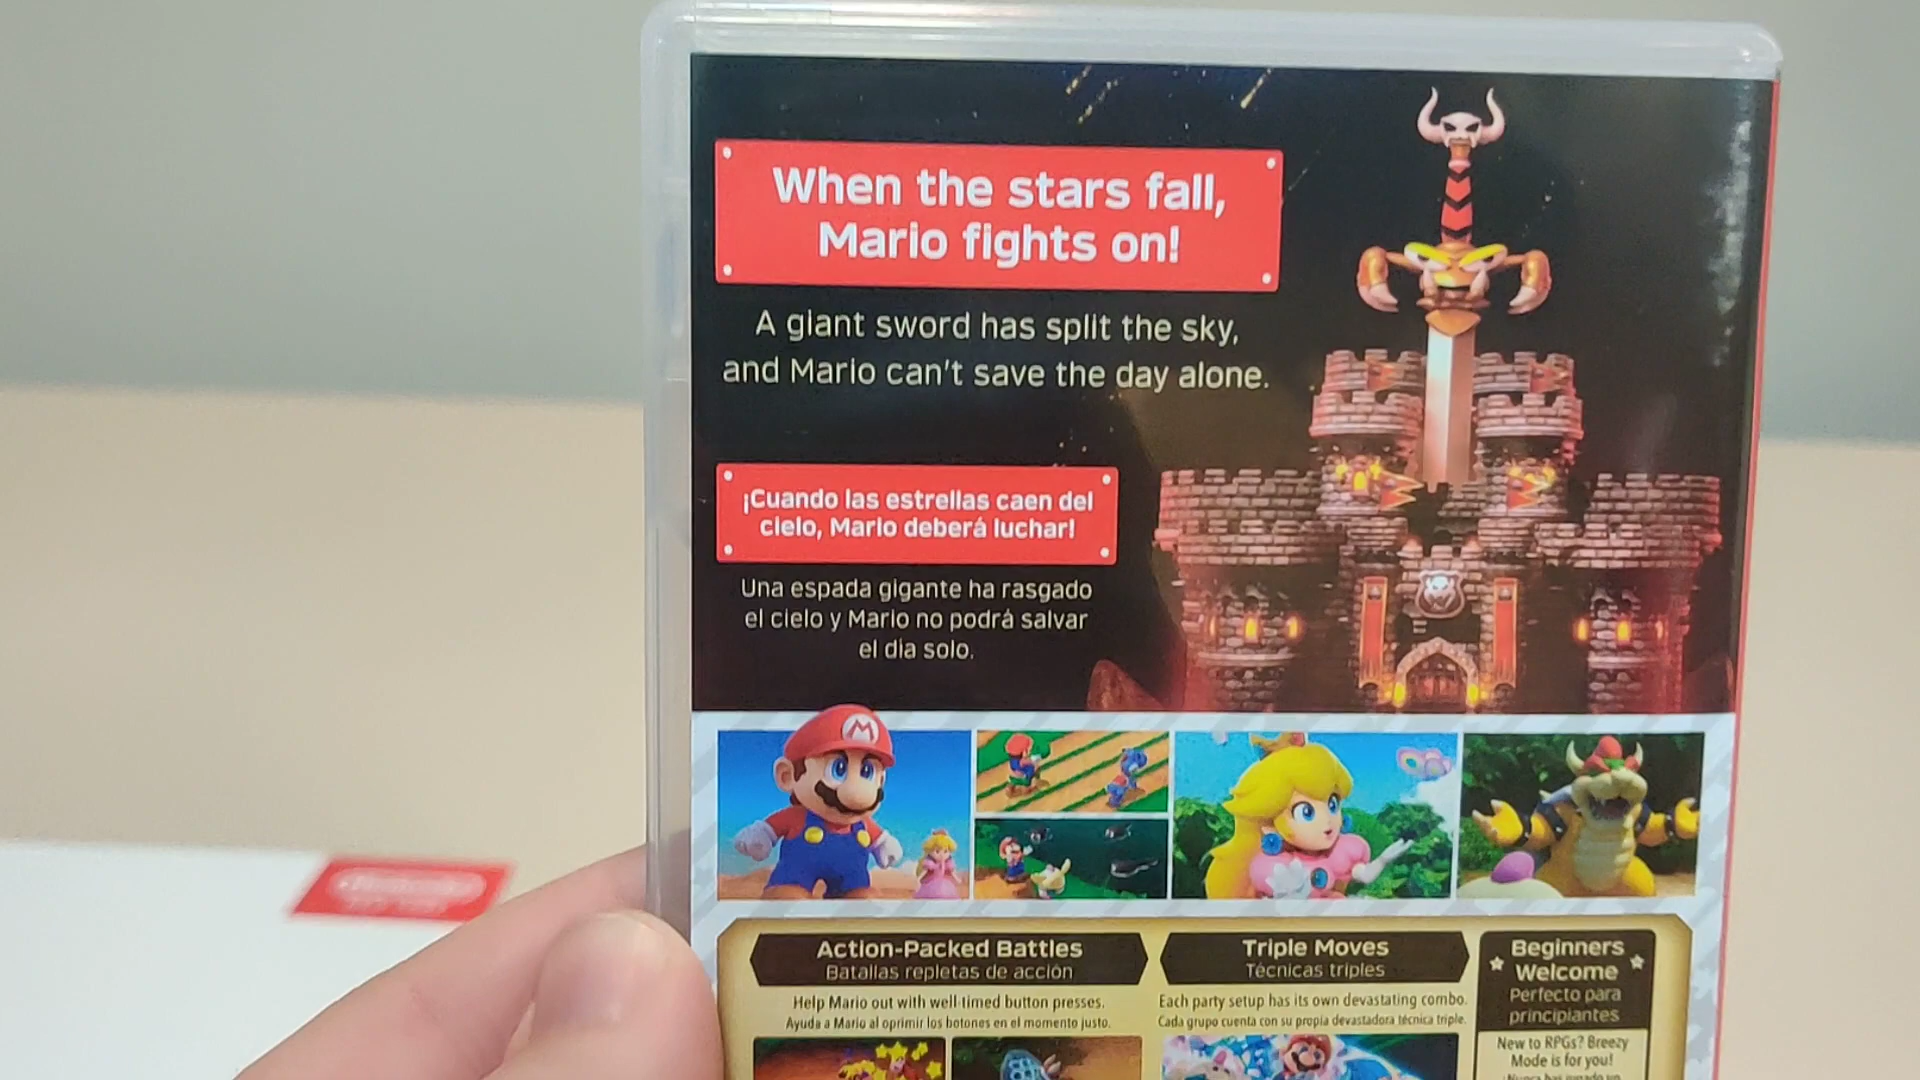 When the stars fall,
Mario fights on!
A giant sword has split the sky,
and Mario can't save the day alone.
¡Cuando las estrellas caen del
cielo, Mario deberá luchar!
Una espada gigante ha rasgado
el cielo y Mario no podrá salvar
el día solo.
M
Action-Packed Battles
Batallas repletas de acción
Help Mario out with well-timed button presses.
Ayuda a Mario al oprimir los botones en el momento justo.
Triple Moves
Técnicas triples
Each party setup has its own devastating combo.
Cada grupo cuenta con su propia devastadora técnica triple.
Beginners
Welcome
Perfecto para
principiantes
New to RPGs? Breezy
Mode is for you!
Nintendo